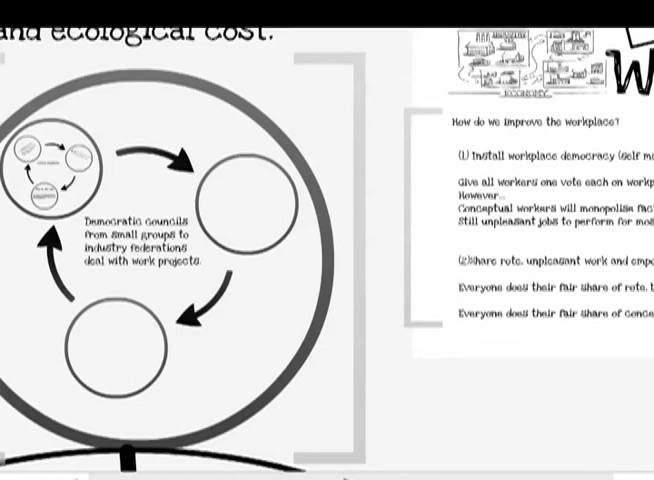 and ecological cost.
ECONOMY
W
How do we improve the workplace?
(1) Install workplace democracy (self
Give all workers one vote each on
However...
Conceptual workers will monopolise
Still unpleasant jobs to perform for
Democratic councils
from small groups to
industry federations
deal with work projects.
(2)Share rote, unpleasant work and
Everyone does their fair share of rote,
Everyone does their fair share of